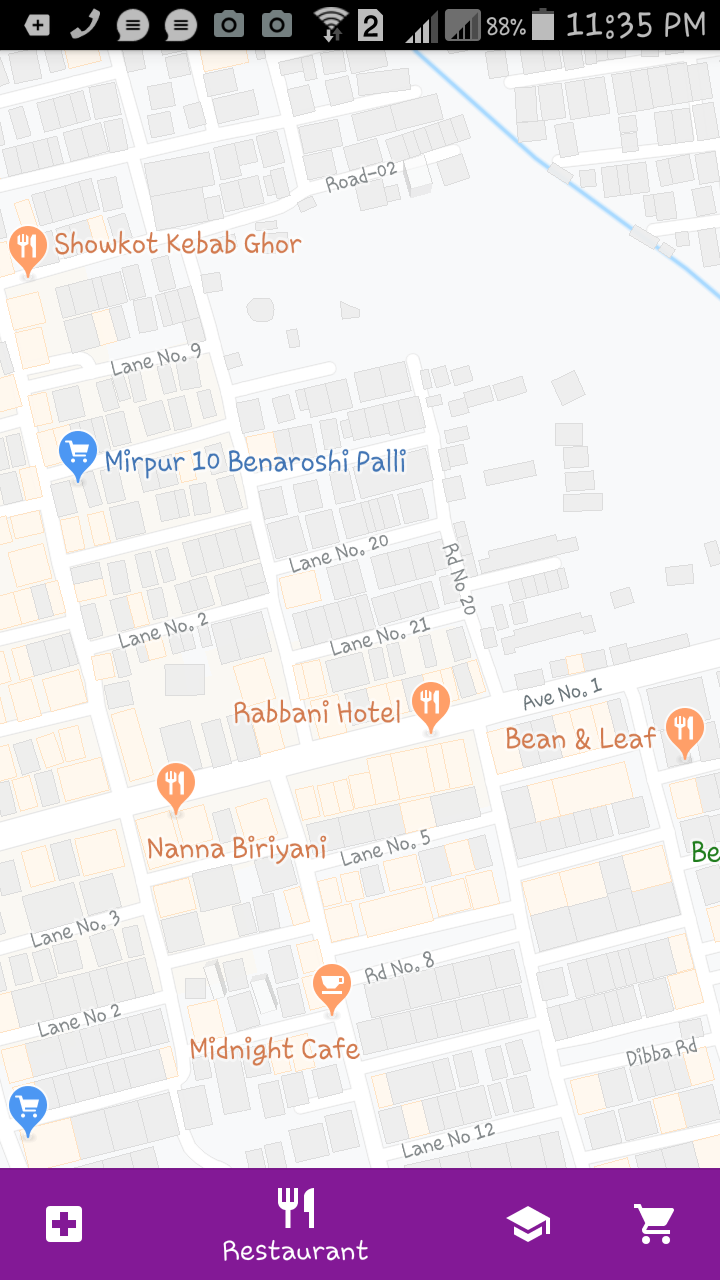 2
88%
11:35 PM
Road-02
Showkot Kebab Ghor
Lane No. 9
Mirpur 10 Benaroshi Palli
Lane No. 20
Rd No. 20
Lane No. 2
Lane No. 21
Ave No. 1
Rabbani Hotel
Bean & Leaf
Nanna Biriyani
Lane No. 5
Be
Lane No. 3
Rd No. 8
Lane No 2
Midnight Cafe
Dibba Rd
Lane No 12
Restaurant